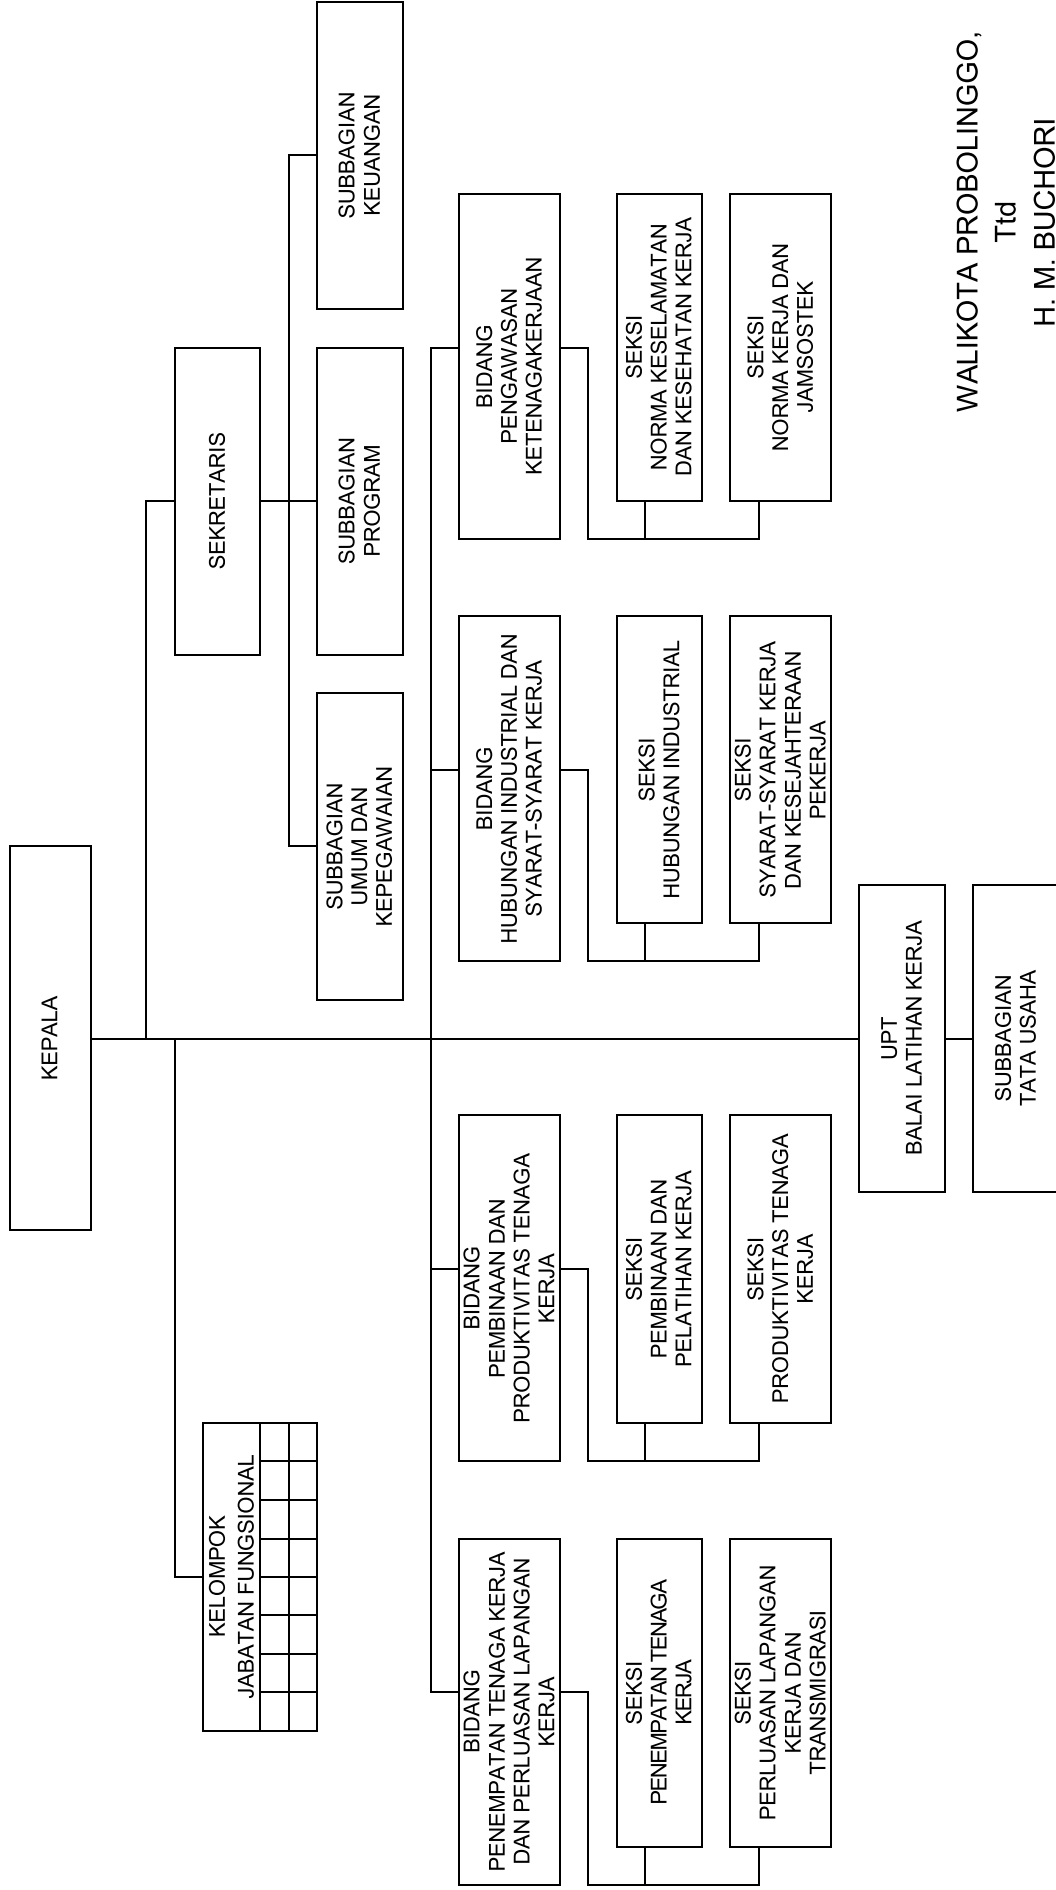 KEPALA
KELOMPOK
JABATAN FUNGSIONAL
SEKRETARIS
SUBBAGIAN
UMUM DAN
KEPEGAWAIAN
SUBBAGIAN
PROGRAM
SUBBAGIAN
KEUANGAN
BIDANG
PENEMPATAN TENAGA KERJA
DAN PERLUASAN LAPANGAN
KERJA
BIDANG
PEMBINAAN DAN
PRODUKTIVITAS TENAGA
KERJA
BIDANG
HUBUNGAN INDUSTRIAL DAN
SYARAT-SYARAT KERJA
BIDANG
PENGAWASAN
KETENAGAKERJAAN
SEKSI
PENEMPATAN TENAGA
KERJA
SEKSI
PEMBINAAN DAN
PELATIHAN KERJA
SEKSI
HUBUNGAN INDUSTRIAL
SEKSI
NORMA KESELAMATAN
DAN KESEHATAN KERJA
SEKSI
PERLUASAN LAPANGAN
KERJA DAN
TRANSMIGRASI
SEKSI
PRODUKTIVITAS TENAGA
KERJA
SEKSI
SYARAT-SYARAT KERJA
DAN KESEJAHTERAAN
PEKERJA
SEKSI
NORMA KERJA DAN
JAMSOSTEK
UPT
BALAI LATIHAN KERJA
SUBBAGIAN
TATA USAHA
WALIKOTA PROBOLINGGO,
Ttd
H. M. BUCHORI